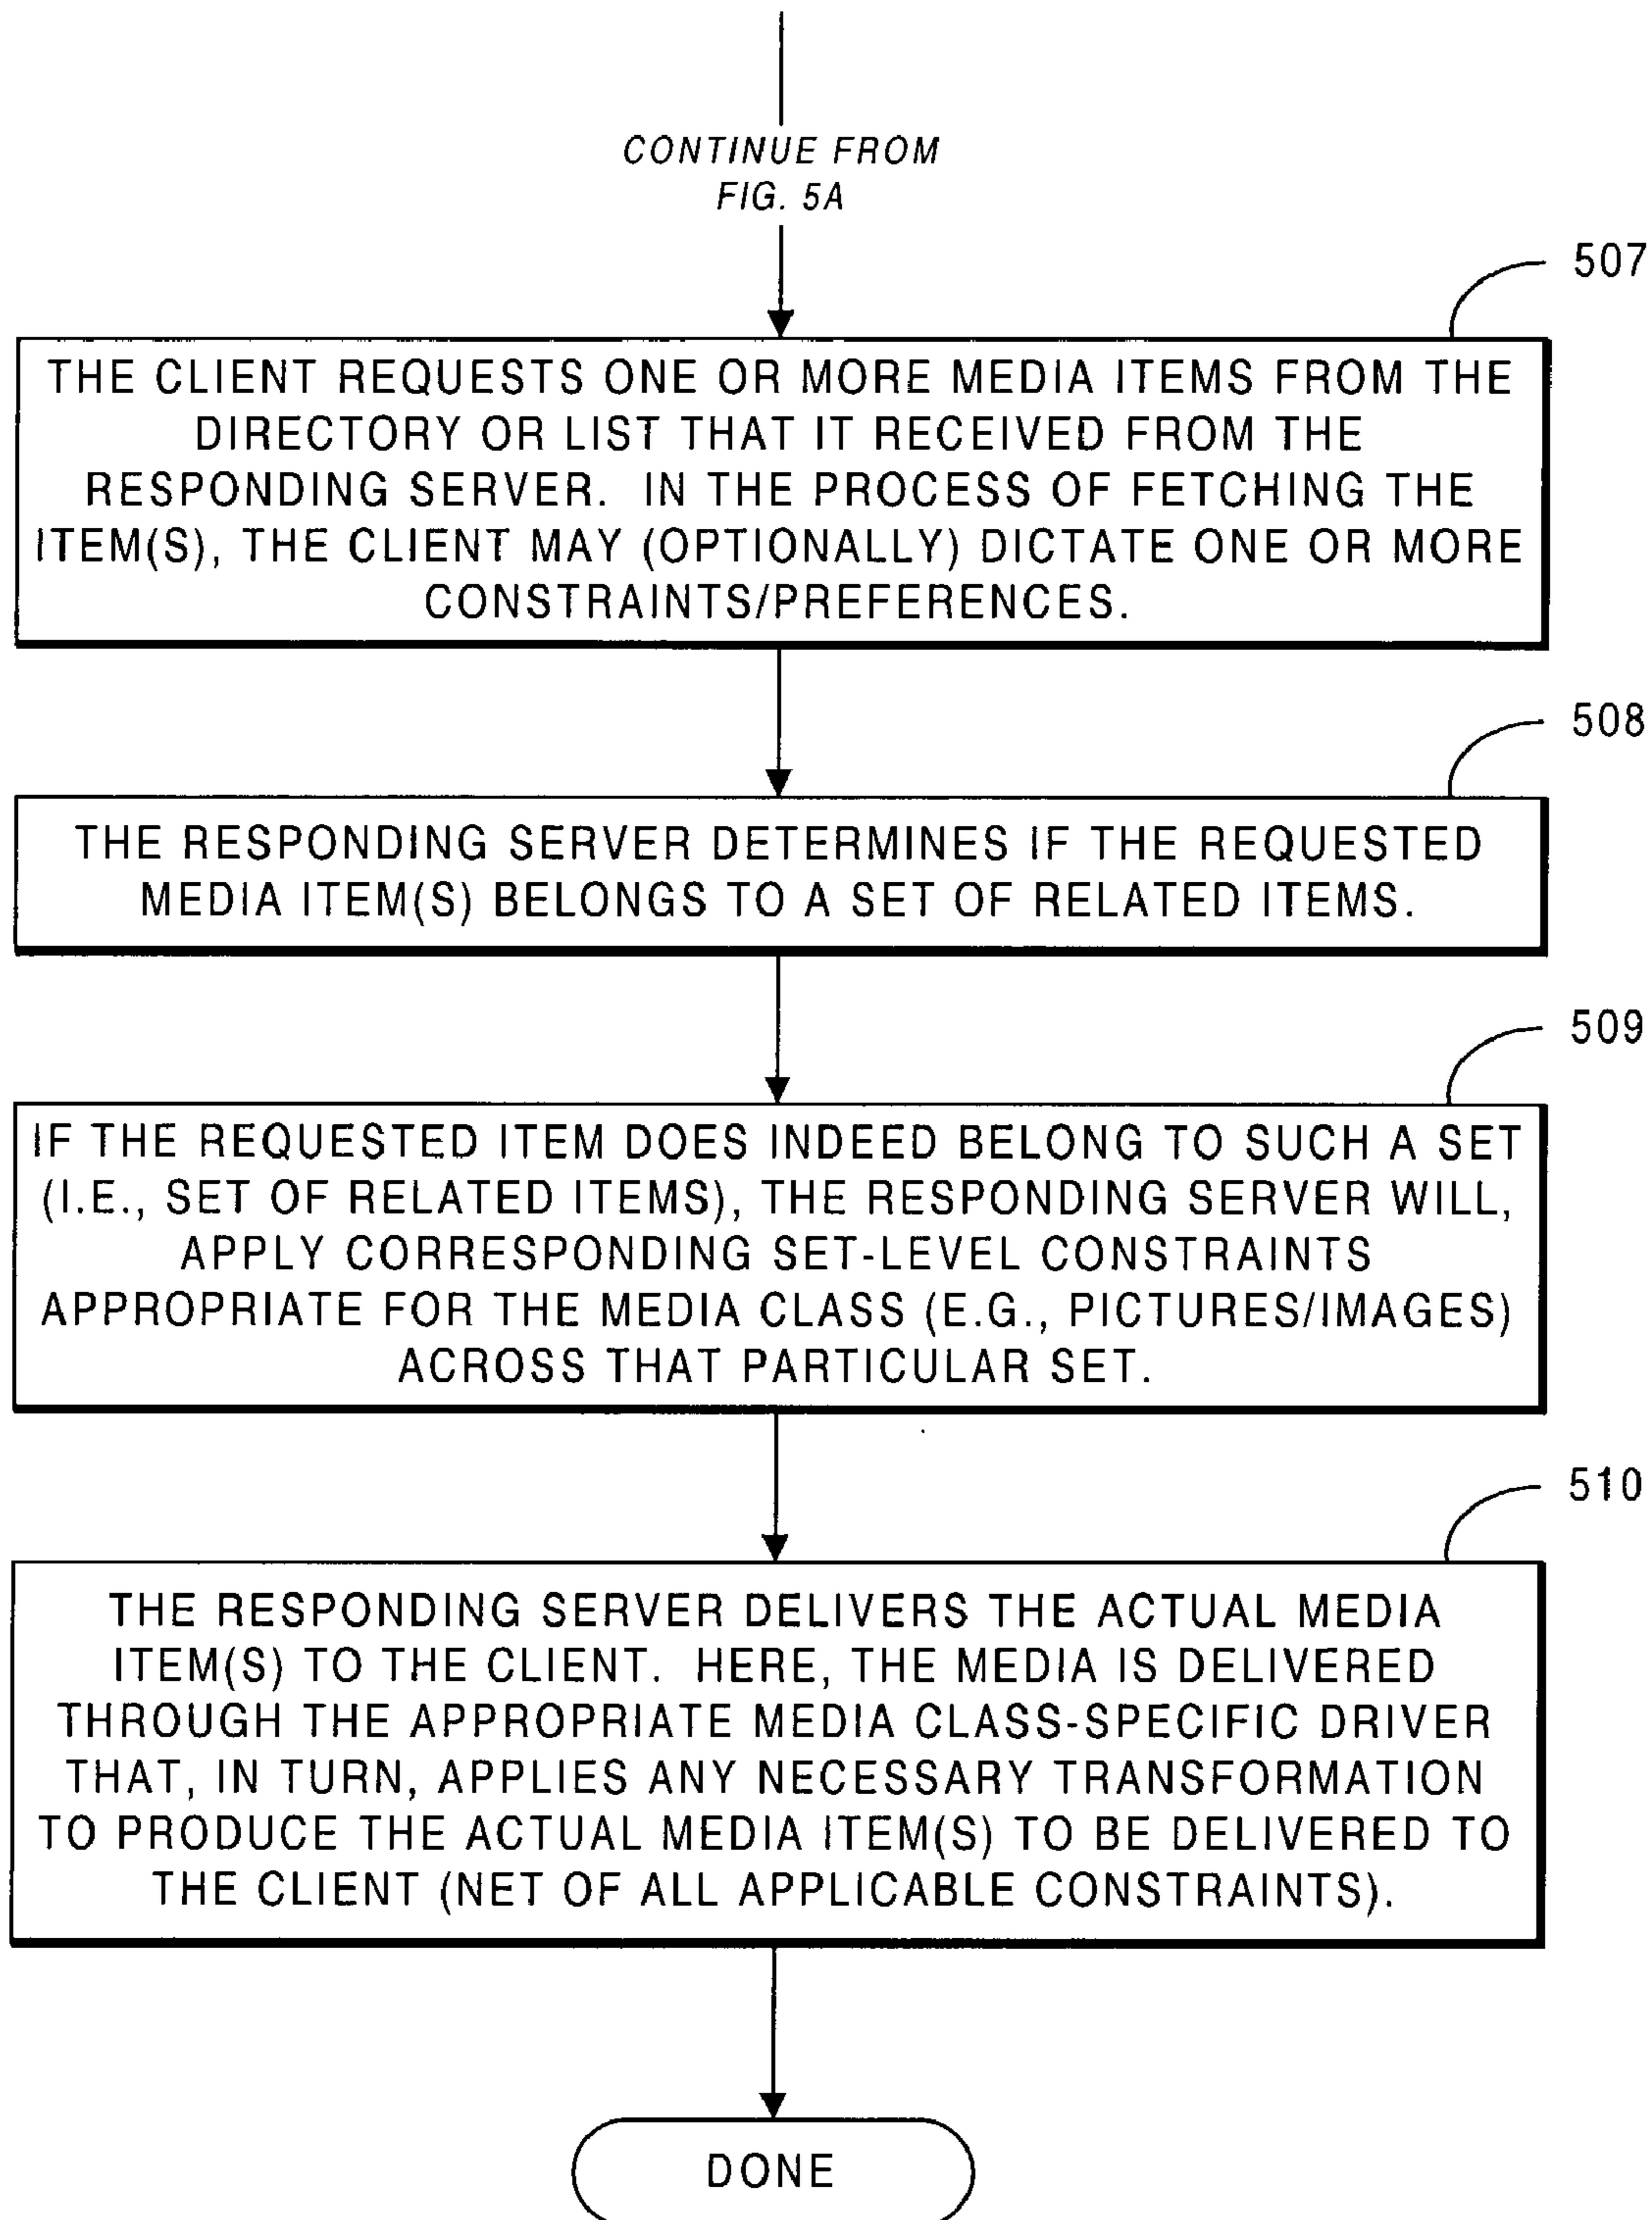 CONTINUE FROM
FIG. 5A
507
THE CLIENT REQUESTS ONE OR MORE MEDIA ITEMS FROM THE
DIRECTORY OR LIST THAT IT RECEIVED FROM THE
RESPONDING SERVER. IN THE PROCESS OF FETCHING THE
ITEM(S), THE CLIENT MAY (OPTIONALLY) DICTATE ONE OR MORE
CONSTRAINTS/PREFERENCES.
508
THE RESPONDING SERVER DETERMINES IF THE REQUESTED
MEDIA ITEM(S) BELONGS TO A SET OF RELATED ITEMS.
509
IF THE REQUESTED ITEM DOES INDEED BELONG TO SUCH A SET
(I.E., SET OF RELATED ITEMS), THE RESPONDING SERVER WILL,
APPLY CORRESPONDING SET-LEVEL CONSTRAINTS
APPROPRIATE FOR THE MEDIA CLASS (E.G., PICTURES/IMAGES)
ACROSS THAT PARTICULAR SET.
510
THE RESPONDING SERVER DELIVERS THE ACTUAL MEDIA
ITEM(S) TO THE CLIENT. HERE, THE MEDIA IS DELIVERED
THROUGH THE APPROPRIATE MEDIA CLASS-SPECIFIC DRIVER
THAT, IN TURN, APPLIES ANY NECESSARY TRANSFORMATION
TO PRODUCE THE ACTUAL MEDIA ITEM(S) TO BE DELIVERED TO
THE CLIENT (NET OF ALL APPLICABLE CONSTRAINTS).
DONE